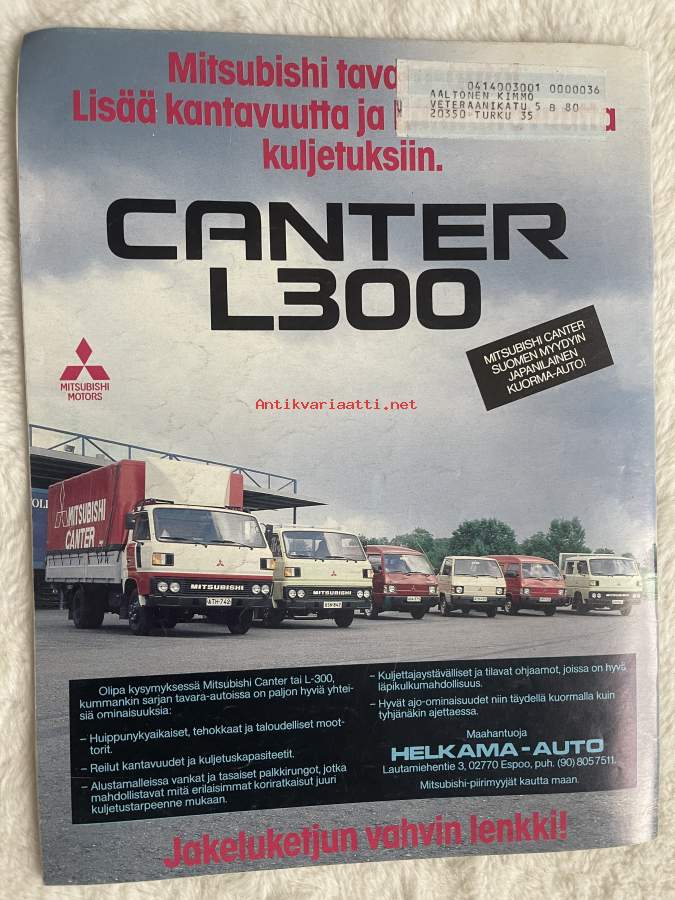 Mitsubishi
Lisää kantavuutta ja
kuljetuksiin.
0414003001 0000036
AALTONEN KIMMO
VETERAANIKATU 5 B 80
20350 TURKU 35
CANTER
L300
MITSUBISHI CANTER
SUOMEN MYYDYIN
JAPANILAINEN
KUORMA-AUTO!
MITSUBISHI
MOTORS
Antikvariaatti.net
MITSUBISHI
CANTER
MITSUBISHI
ATH-742
Olipa kysymyksessä Mitsubishi Canter tai L-300,
kummankin sarjan tavara-autoissa on paljon hyviä yhtei-
siä ominaisuuksia:
– Huippunykyaikaiset, tehokkaat ja taloudelliset moot-
torit.
– Reilut kantavuudet ja kuljetuskapasiteetit.
– Alustamalleissa vankat ja tasaiset palkkirungot, jotka
mahdollistavat mitä erilaisimmat koriratkaisut juuri
kuljetustarpeenne mukaan.
– Kuljettajaystävälliset ja tilavat ohjaamot, joissa on hyvä
läpikulkumahdollisuus.
– Hyvät ajo-ominaisuudet niin täydellä kuormalla kuin
tyhjänäkin ajettaessa.
Maahantuoja
HELKAMA-AUTO
Lautamiehentie 3, 02770 Espoo, puh. (90) 805 7511.
Mitsubishi-piirimyyjät kautta maan.
Jakeluketjun vahvin lenkki!